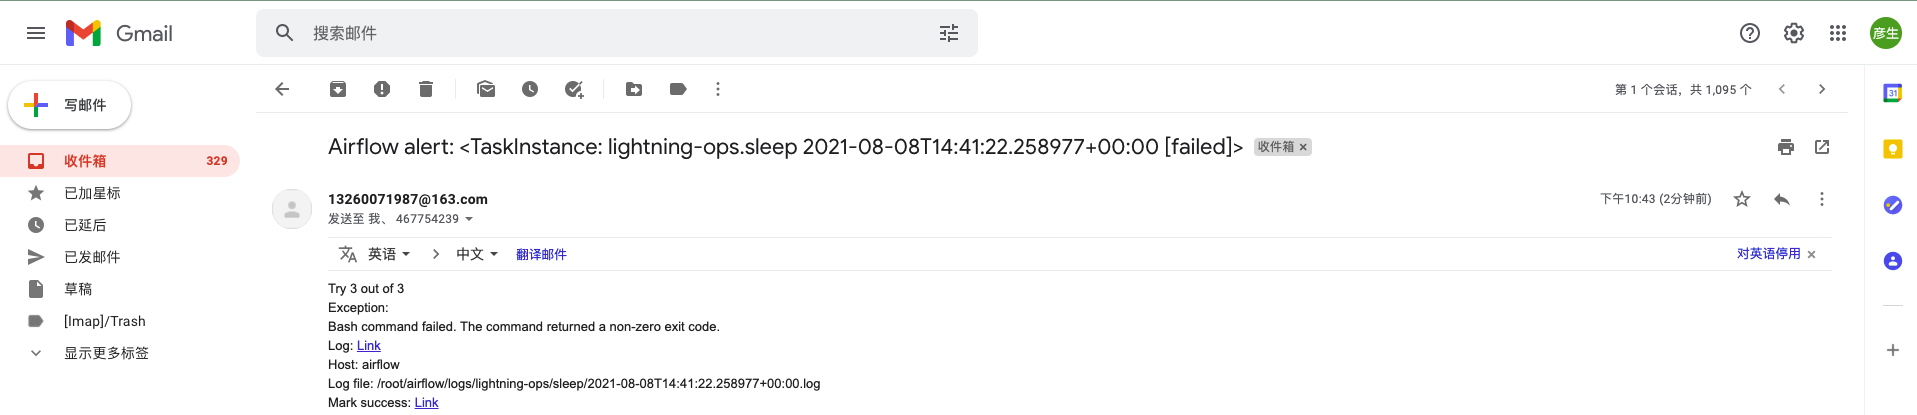 Gmail
搜索邮件
彦生
写邮件
第 1 个会话，共 1,095 个
31
Airflow alert: <TaskInstance: lightning-ops.sleep 2021-08-08T14:41:22.258977+00:00 [failed]> 收件箱 ×
收件箱 329
已加星标
已延后
已发邮件
草稿
[Imap]/Trash
显示更多标签
13260071987@163.com
下午10:43 (2分钟前)
发送至 我、 467754239
英语 > 中文 翻译邮件
对英语停用 ×
Try 3 out of 3
Exception:
Bash command failed. The command returned a non-zero exit code.
Log: Link
Host: airflow
Log file: /root/airflow/logs/lightning-ops/sleep/2021-08-08T14:41:22.258977+00:00.log
Mark success: Link